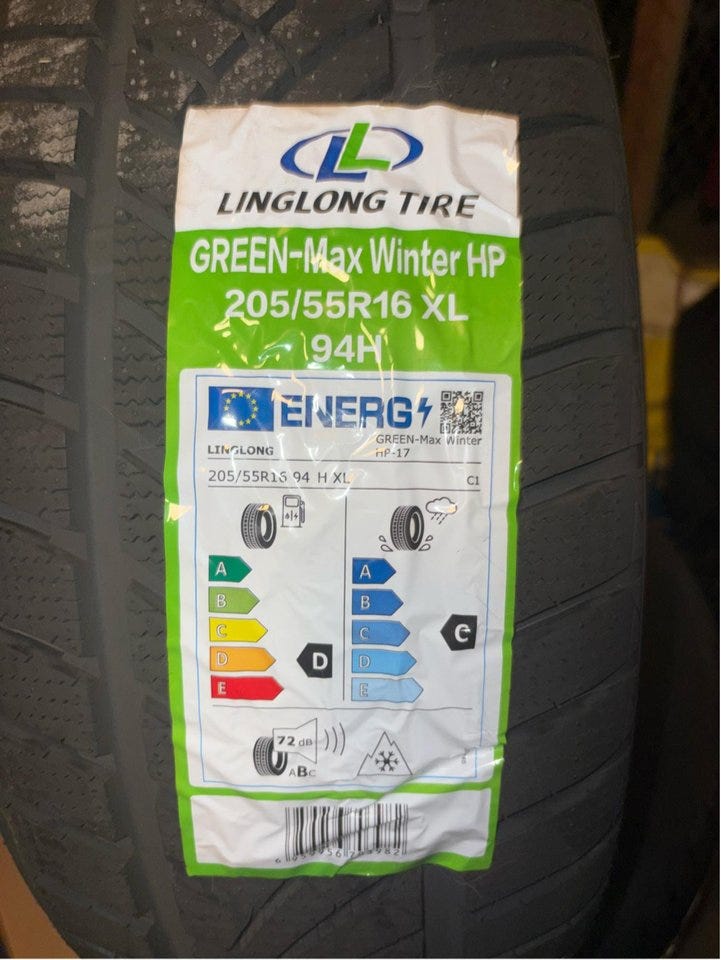 LL
LINGLONG TIRE
GREEN-Max Winter HP
205/55R16 XL
94H
ENERG
LINGLONG
GREEN-Max Winter
HP-17
205/55R16 94 H XL
C1
A
B
C
D
E
D
A
B
C
D
E
C
72 dB
ABC